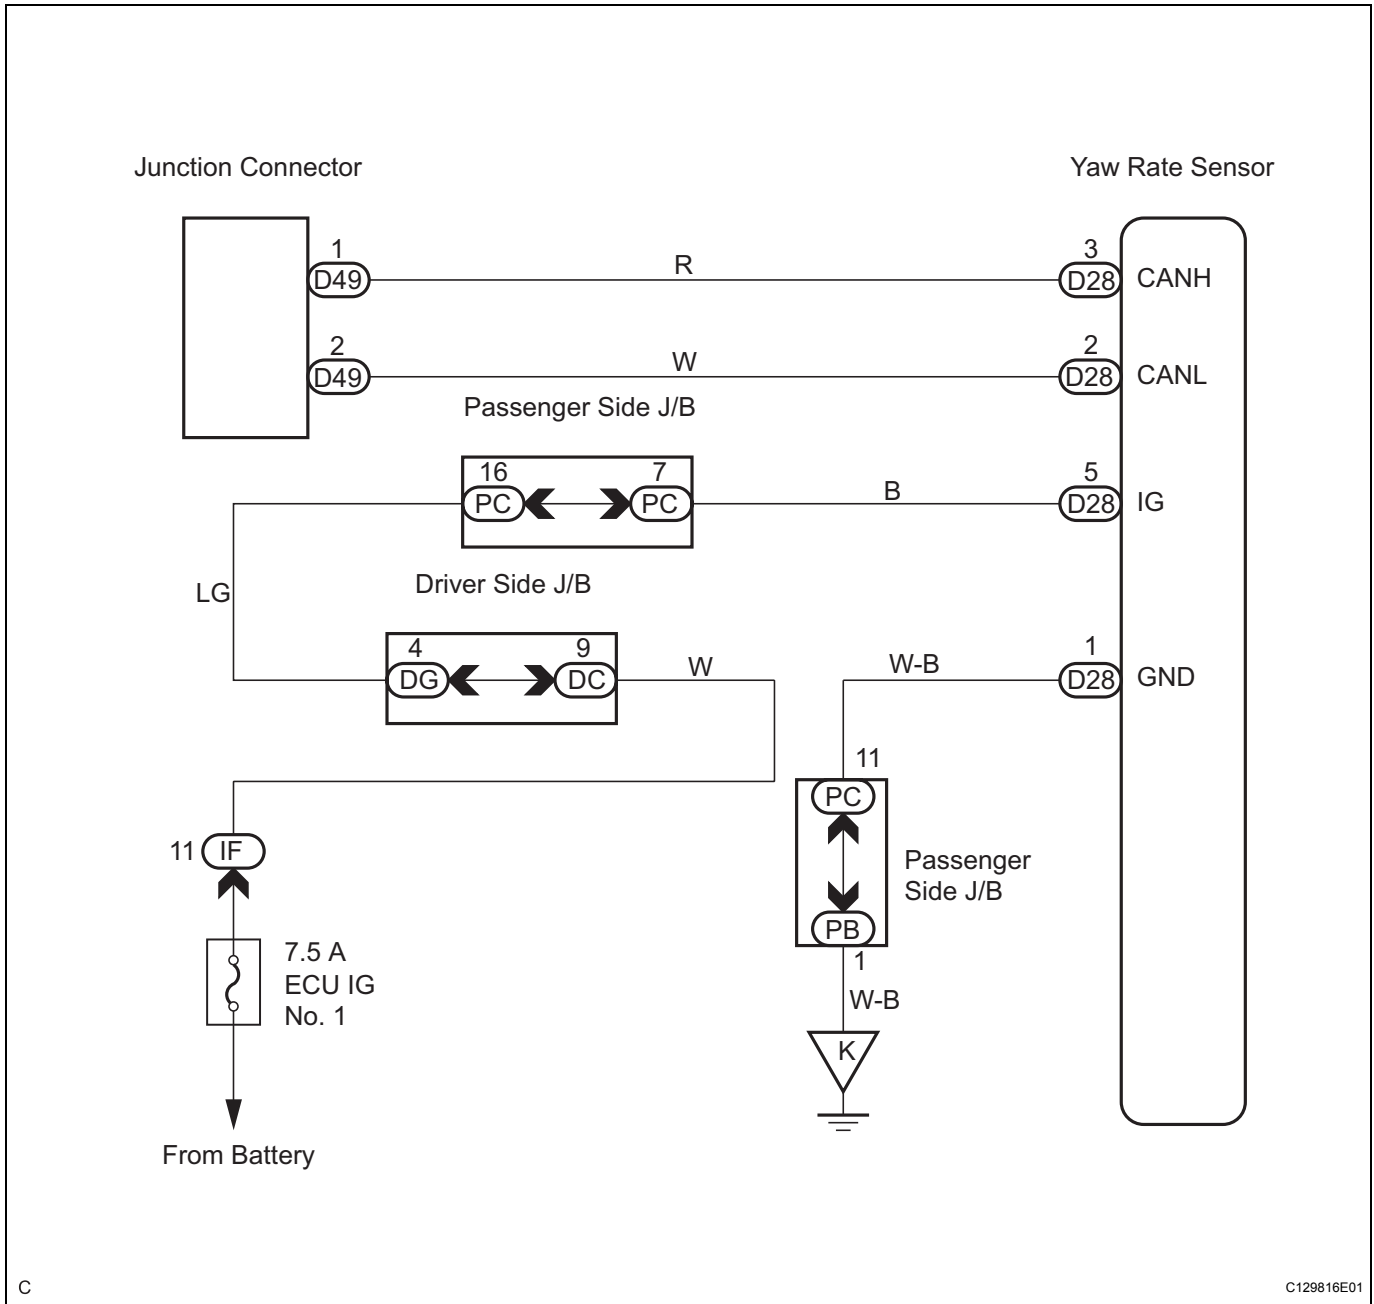 Junction Connector
Yaw Rate Sensor
1
D49
R
3
D28
CANH
2
D49
W
2
D28
CANL
Passenger Side J/B
16
PC
7
PC
B
5
D28
IG
LG
Driver Side J/B
4
DG
9
DC
W
W-B
1
D28
GND
11
PC
Passenger
Side J/B
PB
1
W-B
K
11
IF
7.5 A
ECU IG
No. 1
From Battery
C
C129816E01